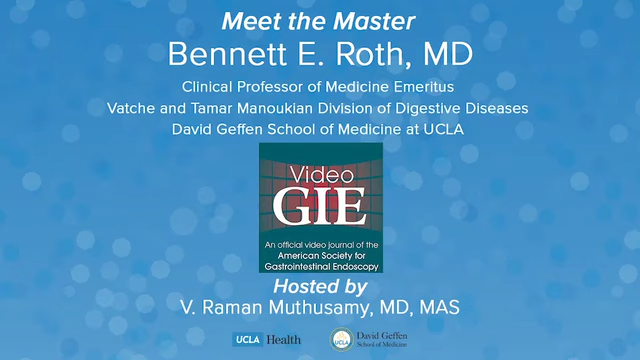 Meet the Master
Bennett E. Roth, MD
Clinical Professor of Medicine Emeritus
Vatche and Tamar Manoukian Division of Digestive Diseases
David Geffen School of Medicine at UCLA
Video
GIE
An official video journal of the
American Society for
Gastrointestinal Endoscopy
Hosted by
V. Raman Muthusamy, MD, MAS
UCLA Health
UCLA David Geffen
School of Medicine